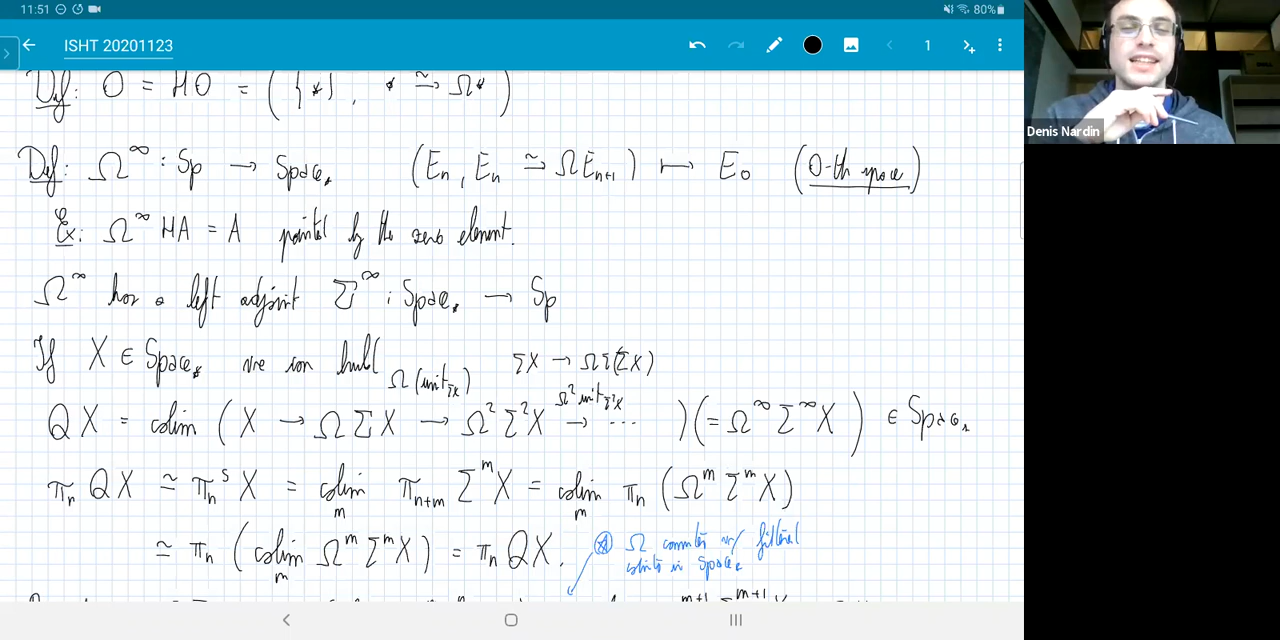 11:51 80%
ISHT 20201123 1
Def: 0 = H0 = ( {*}, * ≃→ Ω* )
Def: Ω^∞ : Sp → Space_* (E_n, E_n ≃→ ΩE_{n+1}) ↦ E_0 (0-th space)
Ex: Ω^∞ HA = A pointed by the zero element.
Ω^∞ has a left adjoint Σ^∞ : Space_* → Sp
If X ∈ Space_* we can build
Ω(unit_{ΣX}) ΣX → ΩΣ(ΣX)
Ω² unit_{Σ²X}
QX = colim ( X → ΩΣX → Ω²Σ²X → ⋯ ) (= Ω^∞ Σ^∞ X) ∈ Space_*
π_n QX ≅ π_n^s X = colim_m π_{n+m} Σ^m X = colim_m π_n (Ω^m Σ^m X)
≅ π_n ( colim_m Ω^m Σ^m X ) = π_n QX.
Ω commutes w/ filtered
colimits in Space_*
Denis Nardin